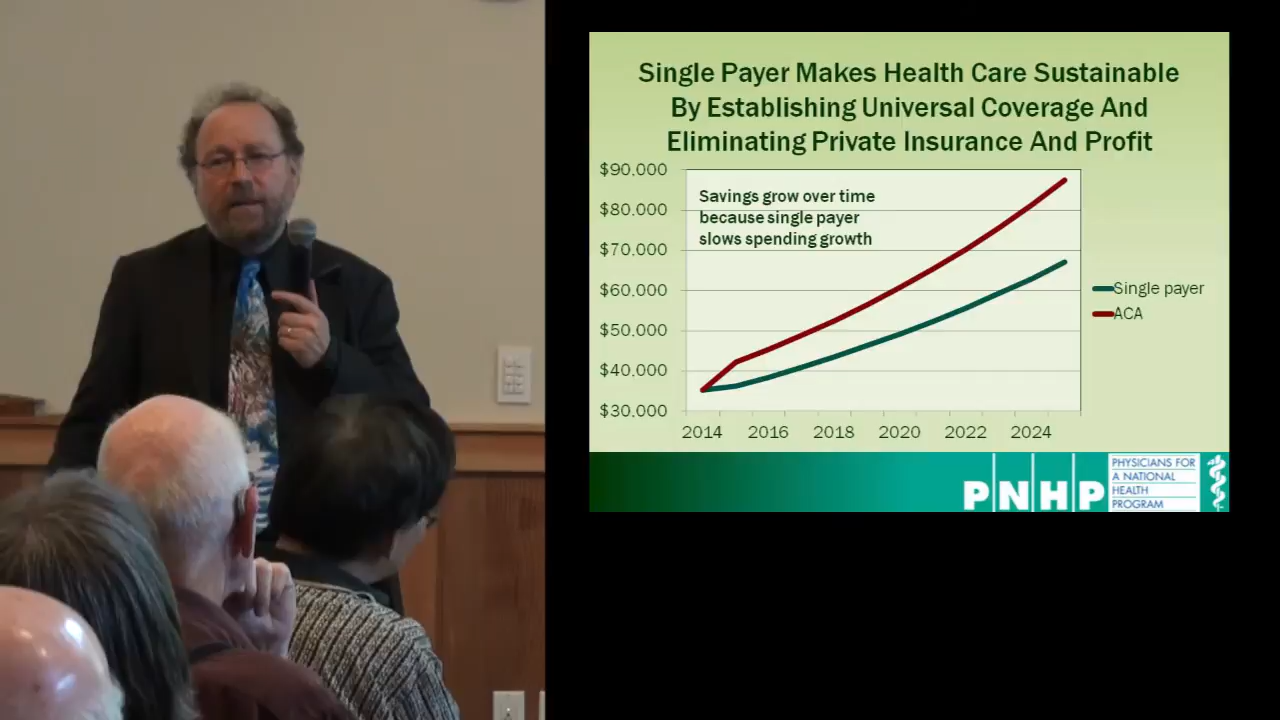 Single Payer Makes Health Care Sustainable
By Establishing Universal Coverage And
Eliminating Private Insurance And Profit
$90,000
$80,000
$70,000
$60,000
$50,000
$40,000
$30,000
Savings grow over time
because single payer
slows spending growth
2014 2016 2018 2020 2022 2024
Single payer
ACA
PNHP
PHYSICIANS FOR
A NATIONAL
HEALTH
PROGRAM